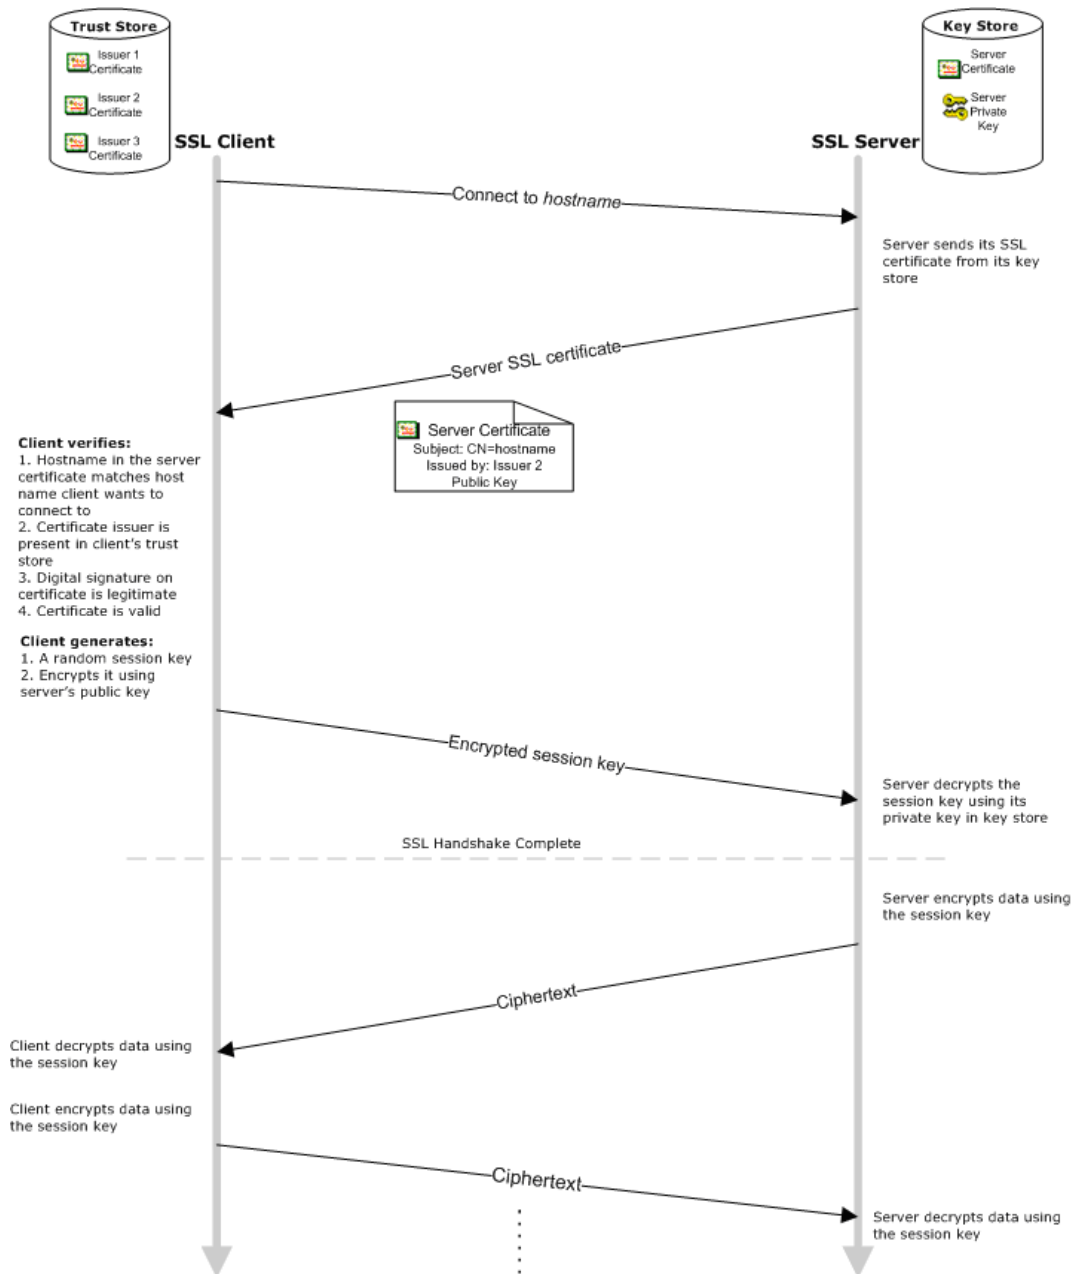 Trust Store
Issuer 1
Certificate
Issuer 2
Certificate
Issuer 3
Certificate
Key Store
Server
Certificate
Server
Private
Key
SSL Client
SSL Server
Connect to hostname
Server sends its SSL
certificate from its key
store
Server SSL certificate
Server Certificate
Subject: CN=hostname
Issued by: Issuer 2
Public Key
Client verifies:
1. Hostname in the server
certificate matches host
name client wants to
connect to
2. Certificate issuer is
present in client's trust
store
3. Digital signature on
certificate is legitimate
4. Certificate is valid
Client generates:
1. A random session key
2. Encrypts it using
server's public key
Encrypted session key
Server decrypts the
session key using its
private key in key store
SSL Handshake Complete
Server encrypts data using
the session key
Ciphertext
Client decrypts data using
the session key
Client encrypts data using
the session key
Ciphertext
Server decrypts data using
the session key